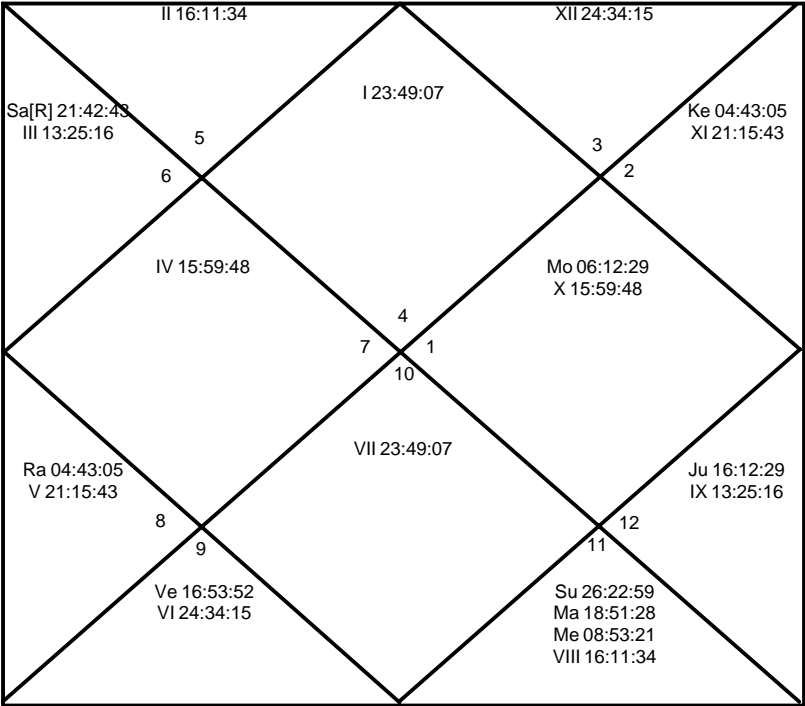 II 16:11:34
XII 24:34:15
I 23:49:07
Sa[R] 21:42:43
III 13:25:16
Ke 04:43:05
XI 21:15:43
5
3
6
2
IV 15:59:48
Mo 06:12:29
X 15:59:48
4
7
1
10
VII 23:49:07
Ra 04:43:05
V 21:15:43
Ju 16:12:29
IX 13:25:16
8
12
9
11
Ve 16:53:52
VI 24:34:15
Su 26:22:59
Ma 18:51:28
Me 08:53:21
VIII 16:11:34